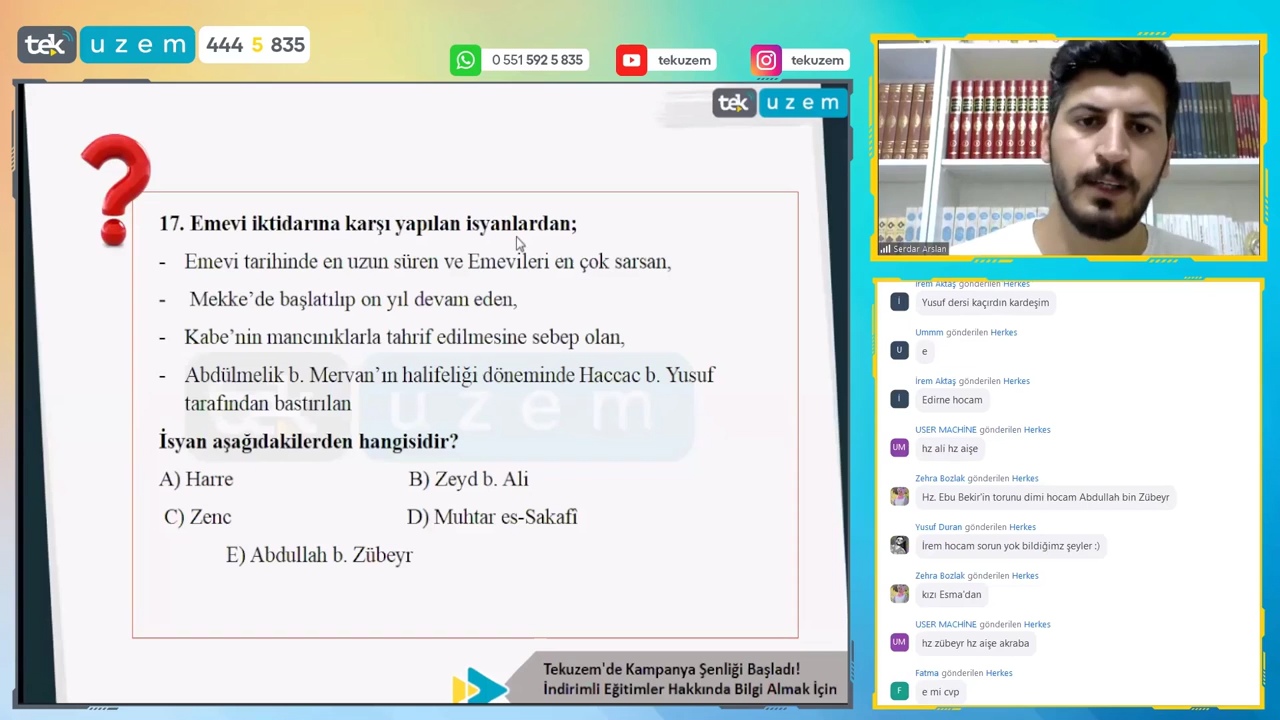 tek uzem 444 5 835
0 551 592 5 835 tekuzem tekuzem
tek uzem
17. Emevi iktidarına karşı yapılan isyanlardan;
- Emevi tarihinde en uzun süren ve Emevileri en çok sarsan,
- Mekke’de başlatılıp on yıl devam eden,
- Kabe’nin mancınıklarla tahrif edilmesine sebep olan,
- Abdülmelik b. Mervan’ın halifeliği döneminde Haccac b. Yusuf
tarafından bastırılan
İsyan aşağıdakilerden hangisidir?
A) Harre B) Zeyd b. Ali
C) Zenc D) Muhtar es-Sakafî
E) Abdullah b. Zübeyr
tek uzem
Tekuzem'de Kampanya Şenliği Başladı!
İndirimli Eğitimler Hakkında Bilgi Almak İçin
Serdar Arslan
İrem Aktaş gönderilen Herkes
İ Yusuf dersi kaçırdın kardeşim
Ummm gönderilen Herkes
U e
İrem Aktaş gönderilen Herkes
İ Edirne hocam
USER MACHİNE gönderilen Herkes
UM hz ali hz aişe
Zehra Bozlak gönderilen Herkes
Hz. Ebu Bekir'in torunu dimi hocam Abdullah bin Zübeyr
Yusuf Duran gönderilen Herkes
İrem hocam sorun yok bildiğimz şeyler :)
Zehra Bozlak gönderilen Herkes
kızı Esma'dan
USER MACHİNE gönderilen Herkes
UM hz zübeyr hz aişe akraba
Fatma gönderilen Herkes
F e mi cvp